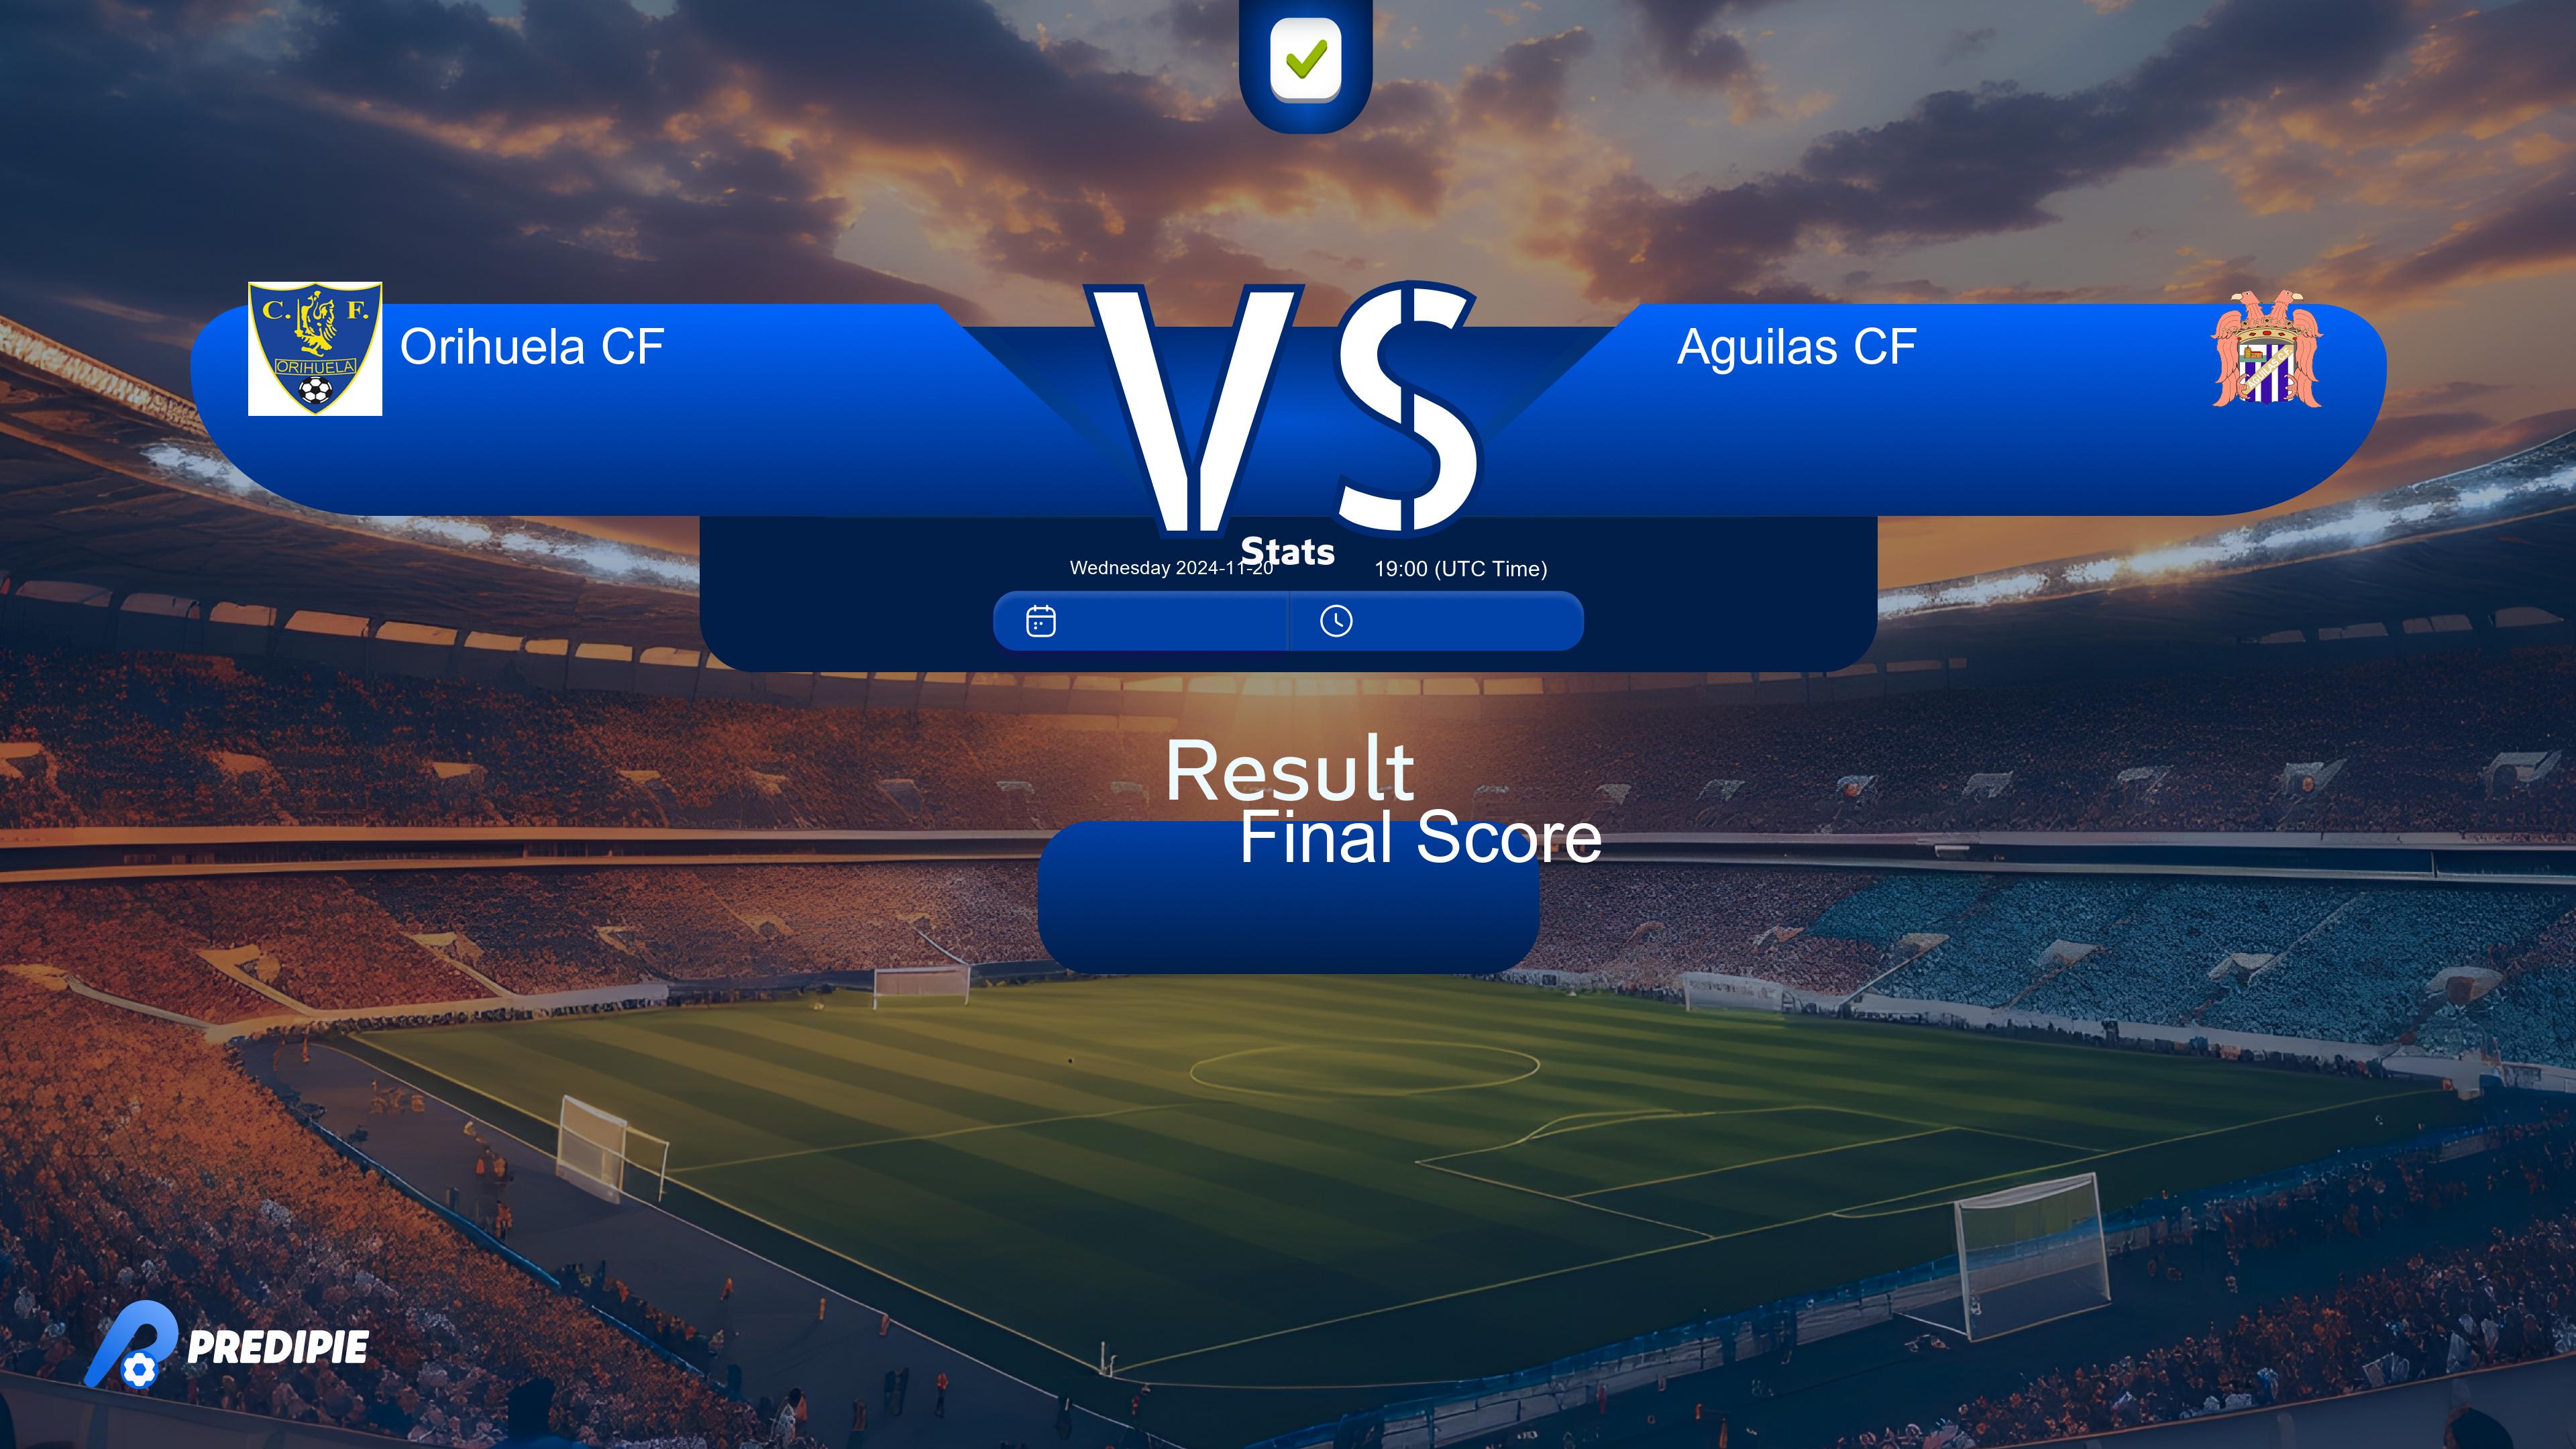 C. F.
ORIHUELA
Orihuela CF
VS
Aguilas CF
Stats
Wednesday 2024-11-20
19:00 (UTC Time)
Result
Final Score
PREDIPIE